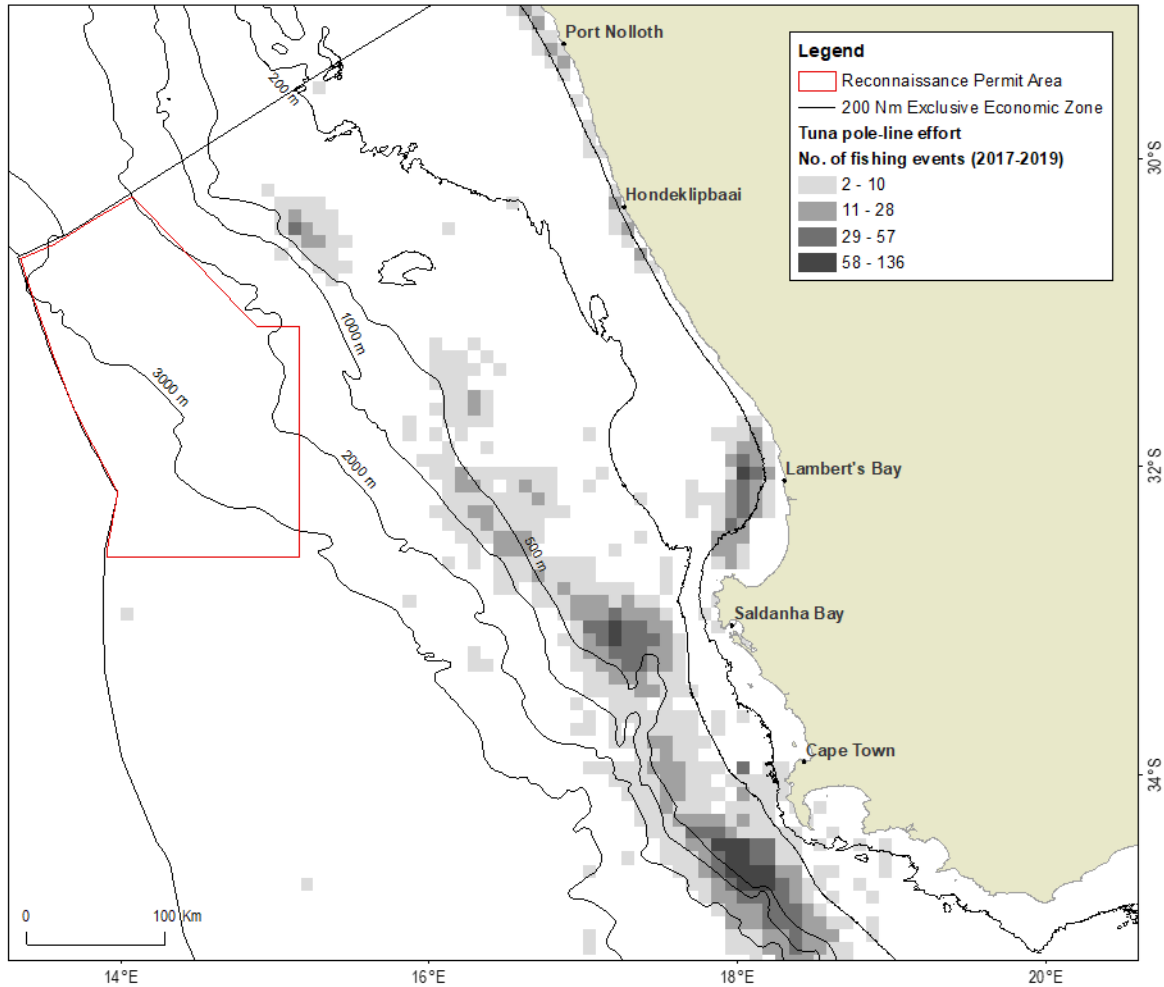 Port Nolloth
Legend
Reconnaissance Permit Area
200 Nm Exclusive Economic Zone
Tuna pole-line effort
No. of fishing events (2017-2019)
2 - 10
11 - 28
29 - 57
58 - 136
200 m
30°S
Hondeklipbaai
1000 m
3000 m
2000 m
Lambert's Bay
32°S
500 m
Saldanha Bay
Cape Town
34°S
0 100 Km
14°E 16°E 18°E 20°E